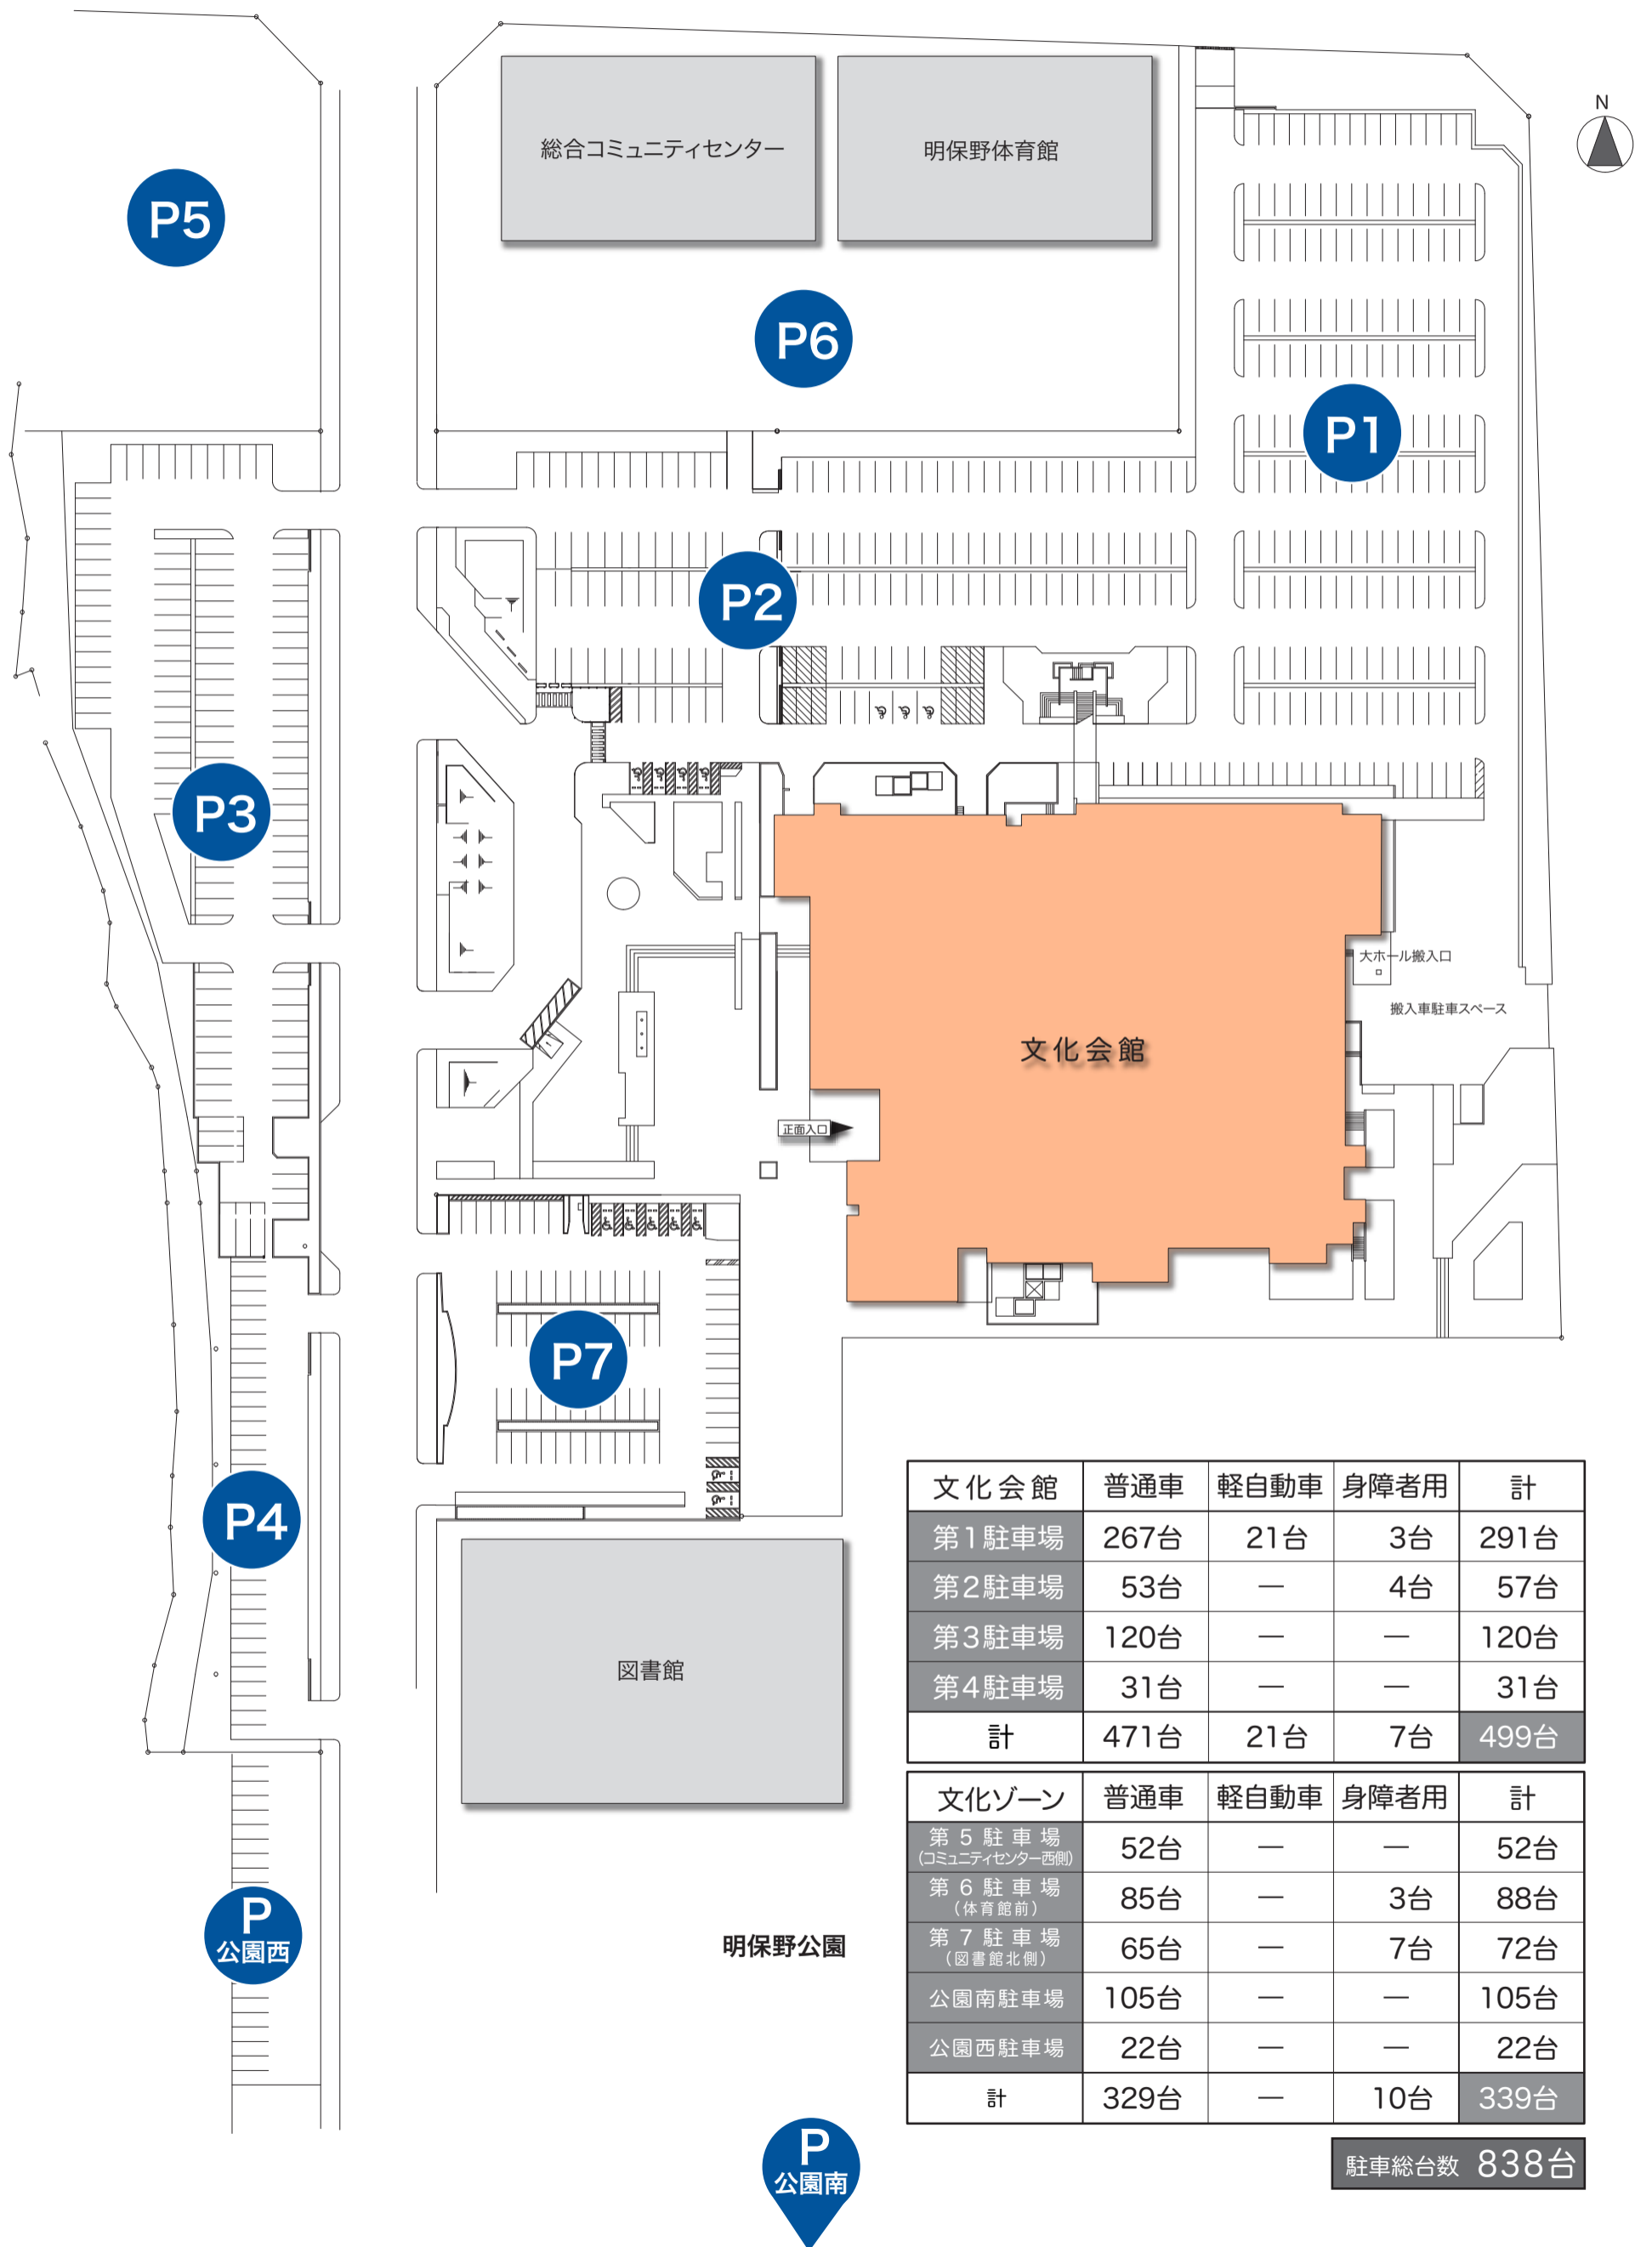 N
総合コミュニティセンター
明保野体育館
P5
P6
P1
P2
P3
大ホール搬入口
搬入車駐車スペース
文化会館
正面入口
P7
P4
図書館
P
公園西
明保野公園
P
公園南
文化会館 普通車 軽自動車 身障者用 計
第1駐車場 267台 21台 3台 291台
第2駐車場 53台 — 4台 57台
第3駐車場 120台 — — 120台
第4駐車場 31台 — — 31台
計 471台 21台 7台 499台
文化ゾーン 普通車 軽自動車 身障者用 計
第5駐車場 52台 — — 52台
(コミュニティセンター西側)
第6駐車場 85台 — 3台 88台
(体育館前)
第7駐車場 65台 — 7台 72台
(図書館北側)
公園南駐車場 105台 — — 105台
公園西駐車場 22台 — — 22台
計 329台 — 10台 339台
駐車総台数 838台